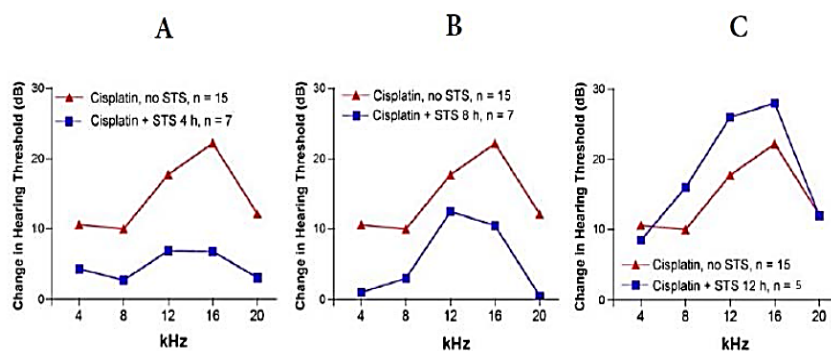 A
Change in Hearing Threshold (dB)
30
20
10
0
Cisplatin, no STS, n = 15
Cisplatin + STS 4 h, n = 7
4 8 12 16 20
kHz
B
Change in Hearing Threshold (dB)
30
20
10
0
Cisplatin, no STS, n = 15
Cisplatin + STS 8 h, n = 7
4 8 12 16 20
kHz
C
Change in Hearing Threshold (dB)
30
20
10
0
Cisplatin, no STS, n = 15
Cisplatin + STS 12 h, n = 5
4 8 12 16 20
kHz